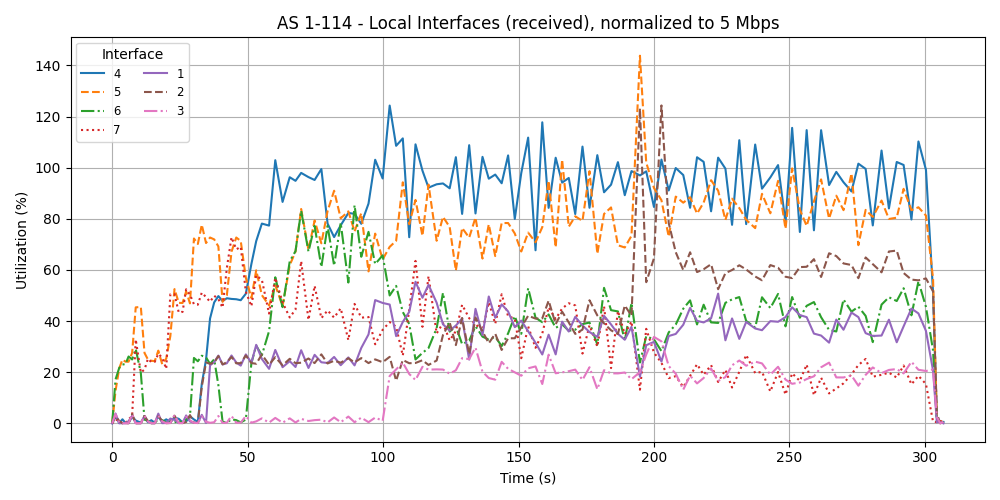 AS 1-114 - Local Interfaces (received), normalized to 5 Mbps
Interface
4 1
5 2
6 3
7
Utilization (%)
140
120
100
80
60
40
20
0
0 50 100 150 200 250 300
Time (s)